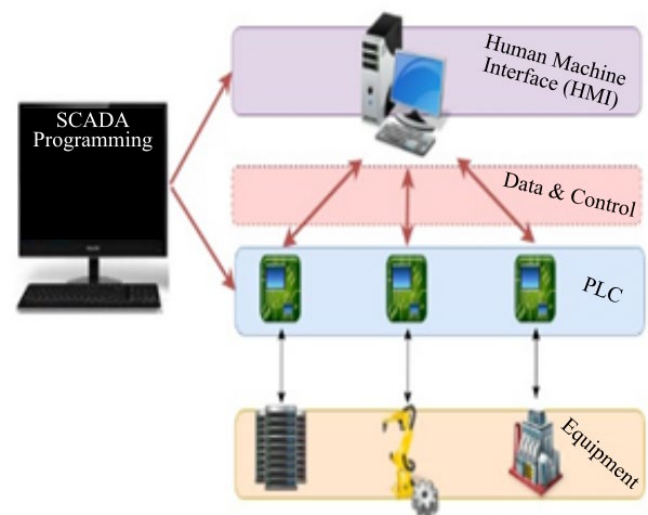 SCADA
Programming
Human Machine
Interface (HMI)
Data & Control
PLC
Equipment